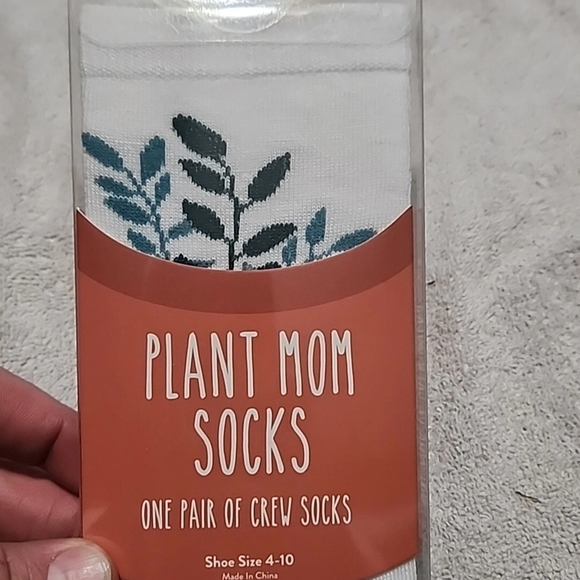 PLANT MOM
SOCKS
ONE PAIR OF CREW SOCKS
Shoe Size 4-10
Made In China